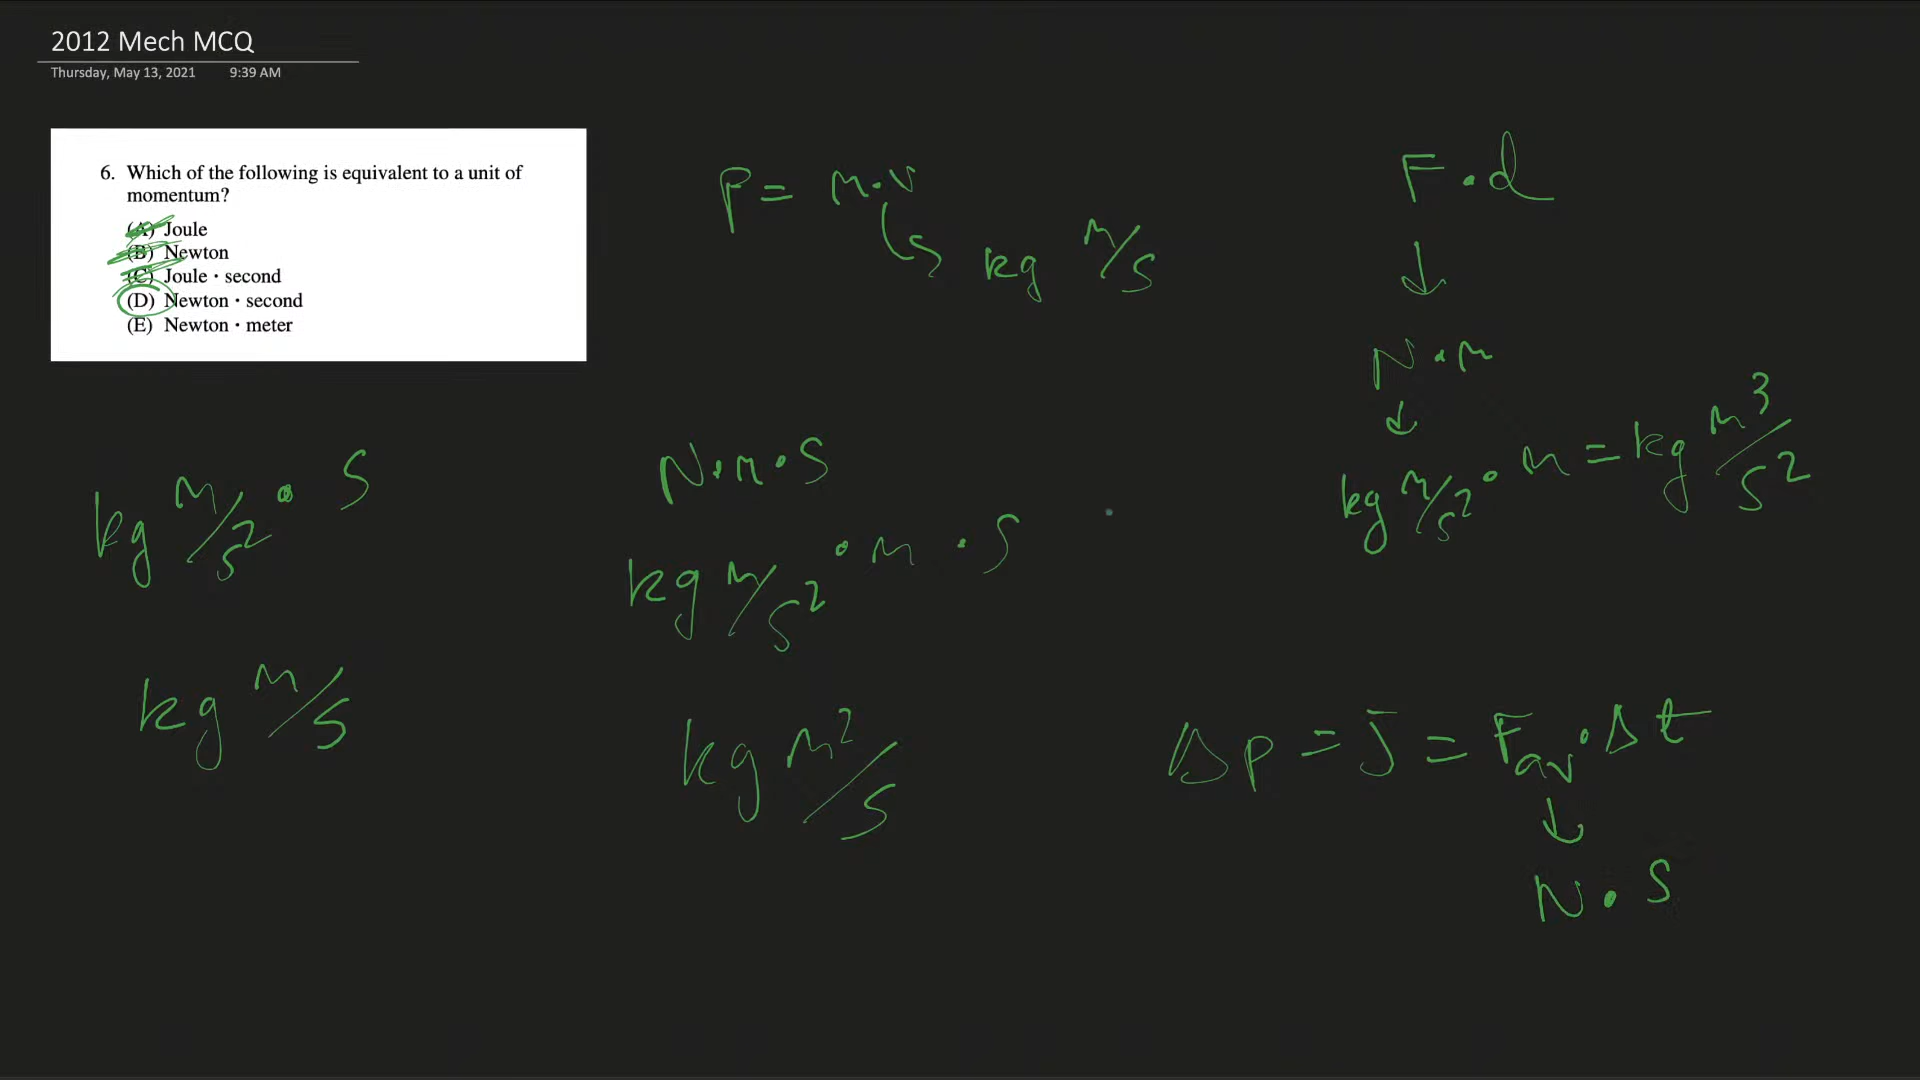 2012 Mech MCQ
Thursday, May 13, 2021 9:39 AM
6. Which of the following is equivalent to a unit of
momentum?
(A) Joule
(B) Newton
(C) Joule · second
(D) Newton · second
(E) Newton · meter
P = m·v
kg m/s
F·d
N·m
kg m/s² · m = kg m³/s²
kg m/s² · s
kg m/s
N·m·s
kg m/s² · m · s
kg m²/s
Δp = J = Fav · Δt
N · s